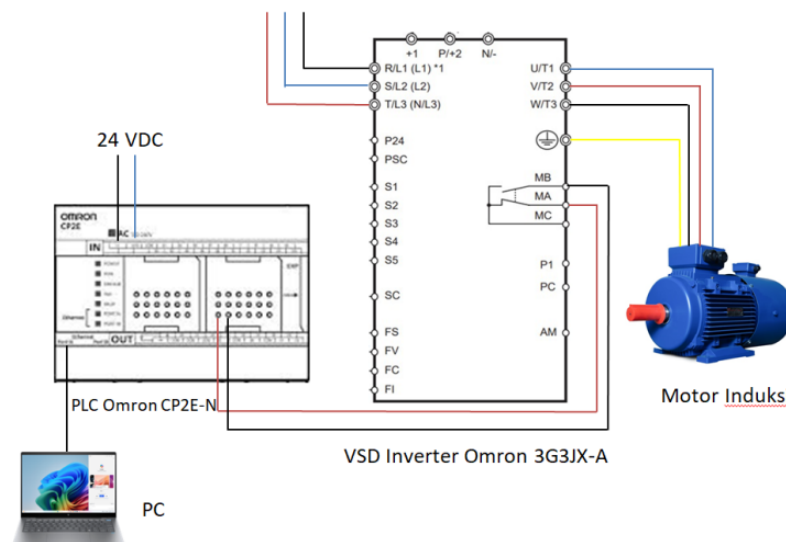 +1 P/+2 N/-
R/L1 (L1) *1
S/L2 (L2)
T/L3 (N/L3)
P24
PSC
S1
S2
S3
S4
S5
SC
FS
FV
FC
FI
U/T1
V/T2
W/T3
MB
MA
MC
P1
PC
AM
24 VDC
OMRON
CP2E
AC
IN
EXP
OUT
PLC Omron CP2E-N
VSD Inverter Omron 3G3JX-A
Motor Induks
PC